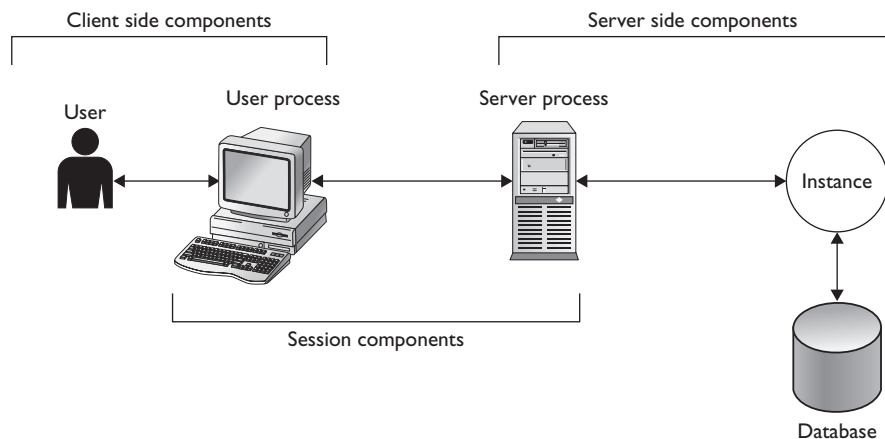 Client side components
Server side components
User
User process
Server process
Instance
Session components
Database